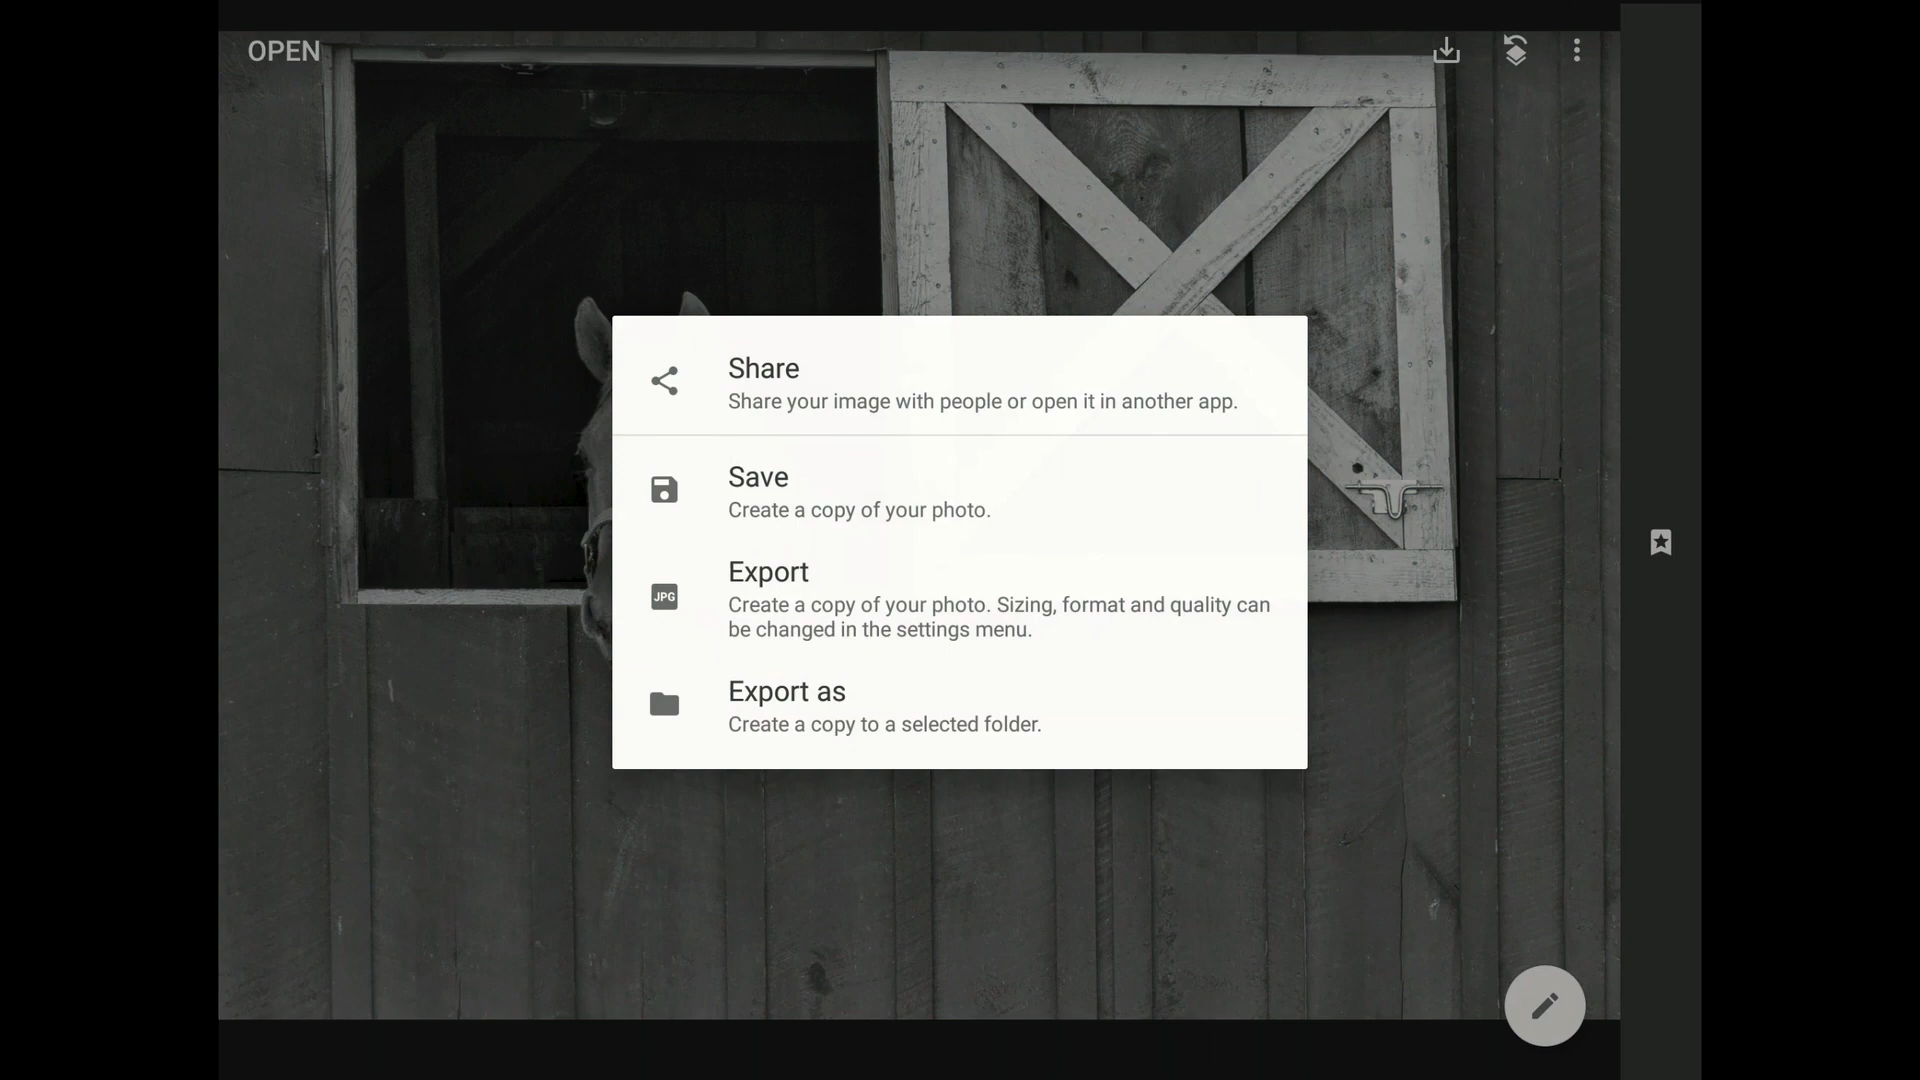 OPEN
Share
Share your image with people or open it in another app.
Save
Create a copy of your photo.
JPG
Export
Create a copy of your photo. Sizing, format and quality can
be changed in the settings menu.
Export as
Create a copy to a selected folder.